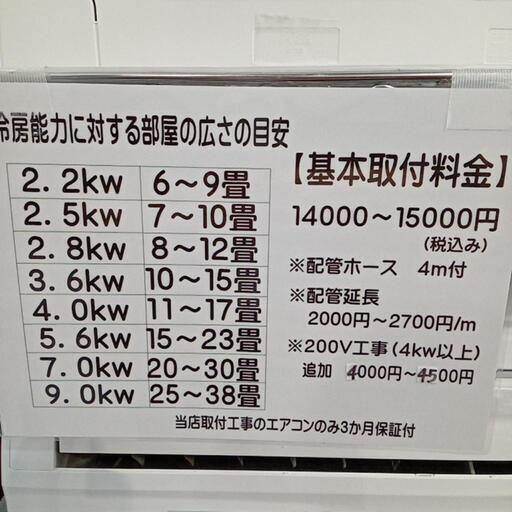 冷房能力に対する部屋の広さの目安
2.2kw 6～9畳
2.5kw 7～10畳
2.8kw 8～12畳
3.6kw 10～15畳
4.0kw 11～17畳
5.6kw 15～23畳
7.0kw 20～30畳
9.0kw 25～38畳
【基本取付料金】
14000～15000円
(税込み)
※配管ホース 4m付
※配管延長
2000円～2700円/m
※200V工事(4kw以上)
追加 4000円～4500円
当店取付工事のエアコンのみ3か月保証付